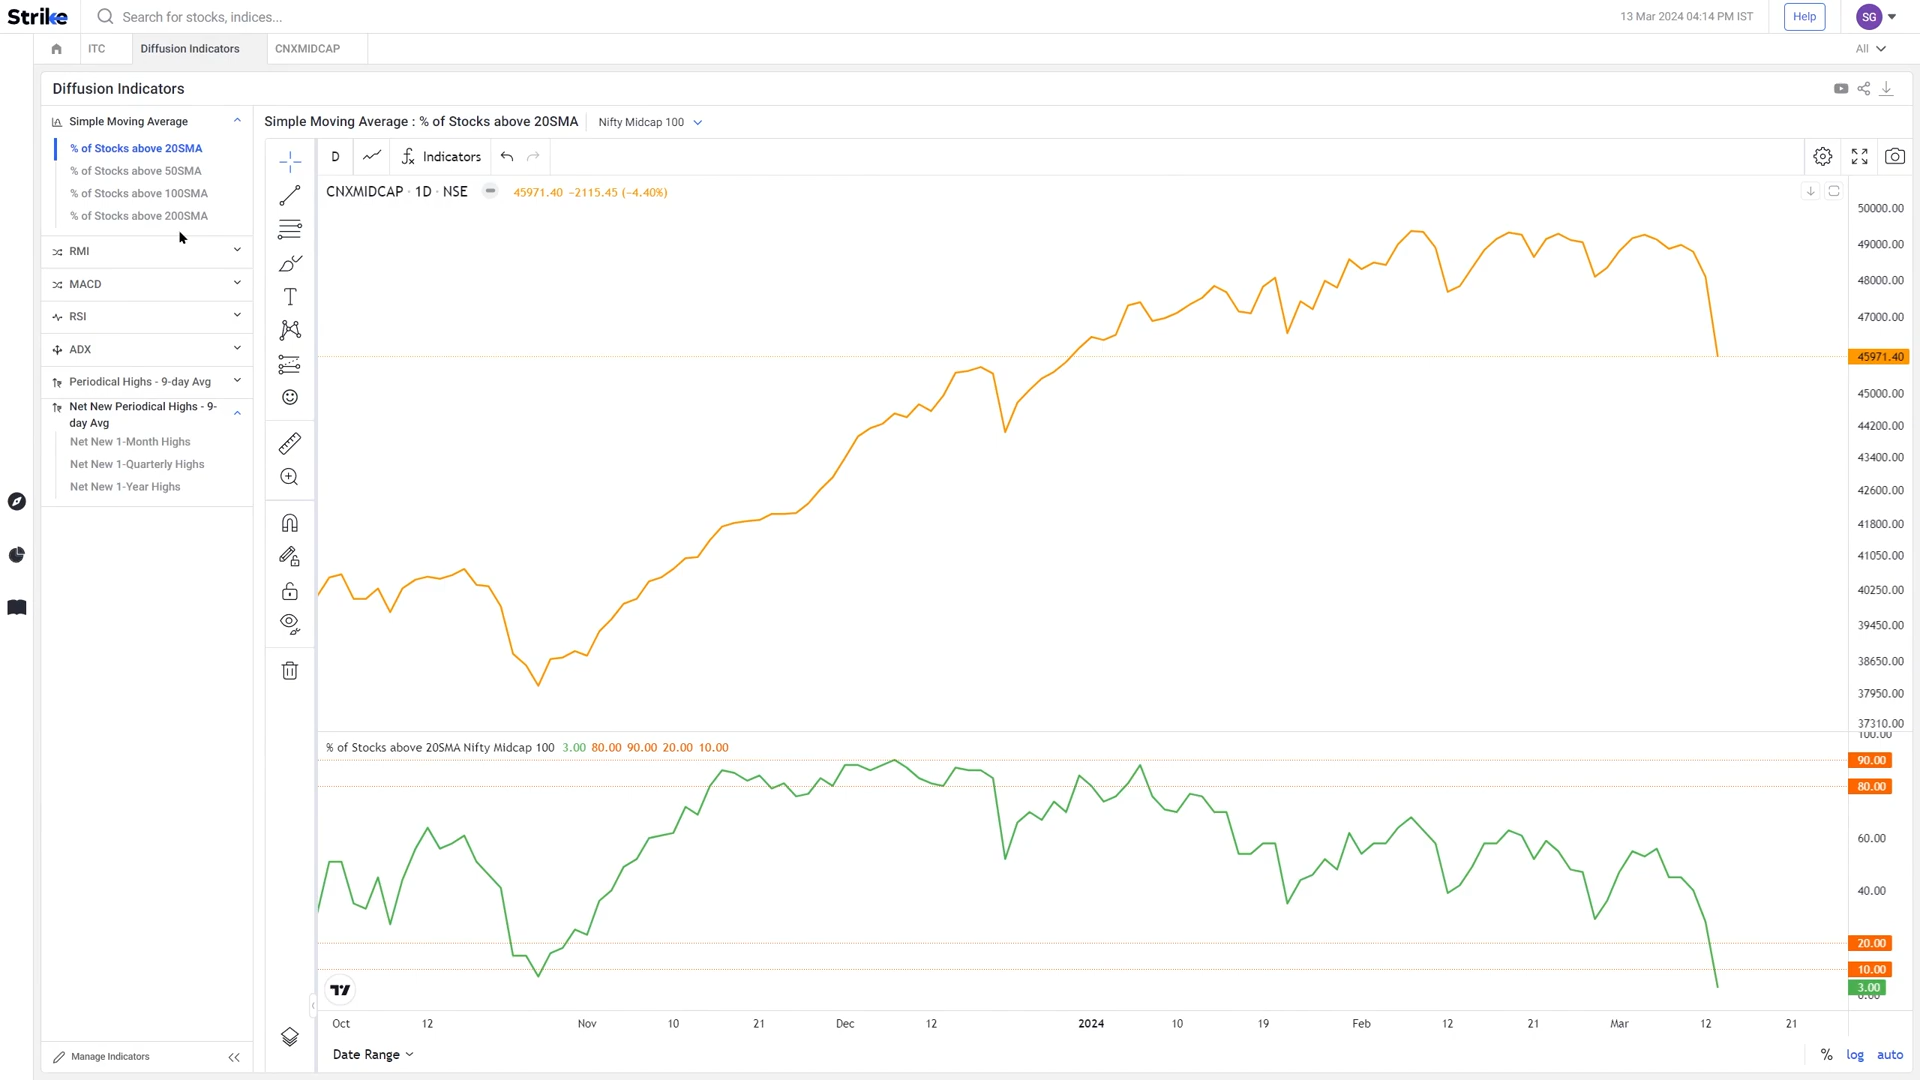 Strike
Search for stocks, indices...
13 Mar 2024 04:14 PM IST
Help
SG
ITC
Diffusion Indicators
CNXMIDCAP
All
Diffusion Indicators
Simple Moving Average
% of Stocks above 20SMA
% of Stocks above 50SMA
% of Stocks above 100SMA
% of Stocks above 200SMA
RMI
MACD
RSI
ADX
Periodical Highs - 9-day Avg
Net New Periodical Highs - 9-
day Avg
Net New 1-Month Highs
Net New 1-Quarterly Highs
Net New 1-Year Highs
Manage Indicators
Simple Moving Average : % of Stocks above 20SMA
Nifty Midcap 100
D
Indicators
CNXMIDCAP · 1D · NSE
45971.40 −2115.45 (−4.40%)
50000.00
49000.00
48000.00
47000.00
45971.40
45000.00
44200.00
43400.00
42600.00
41800.00
41050.00
40250.00
39450.00
38650.00
37950.00
37310.00
% of Stocks above 20SMA Nifty Midcap 100 3.00 80.00 90.00 20.00 10.00
100.00
90.00
80.00
60.00
40.00
20.00
10.00
3.00
0.00
Oct 12 Nov 10 21 Dec 12 2024 10 19 Feb 12 21 Mar 12 21
Date Range
% log auto